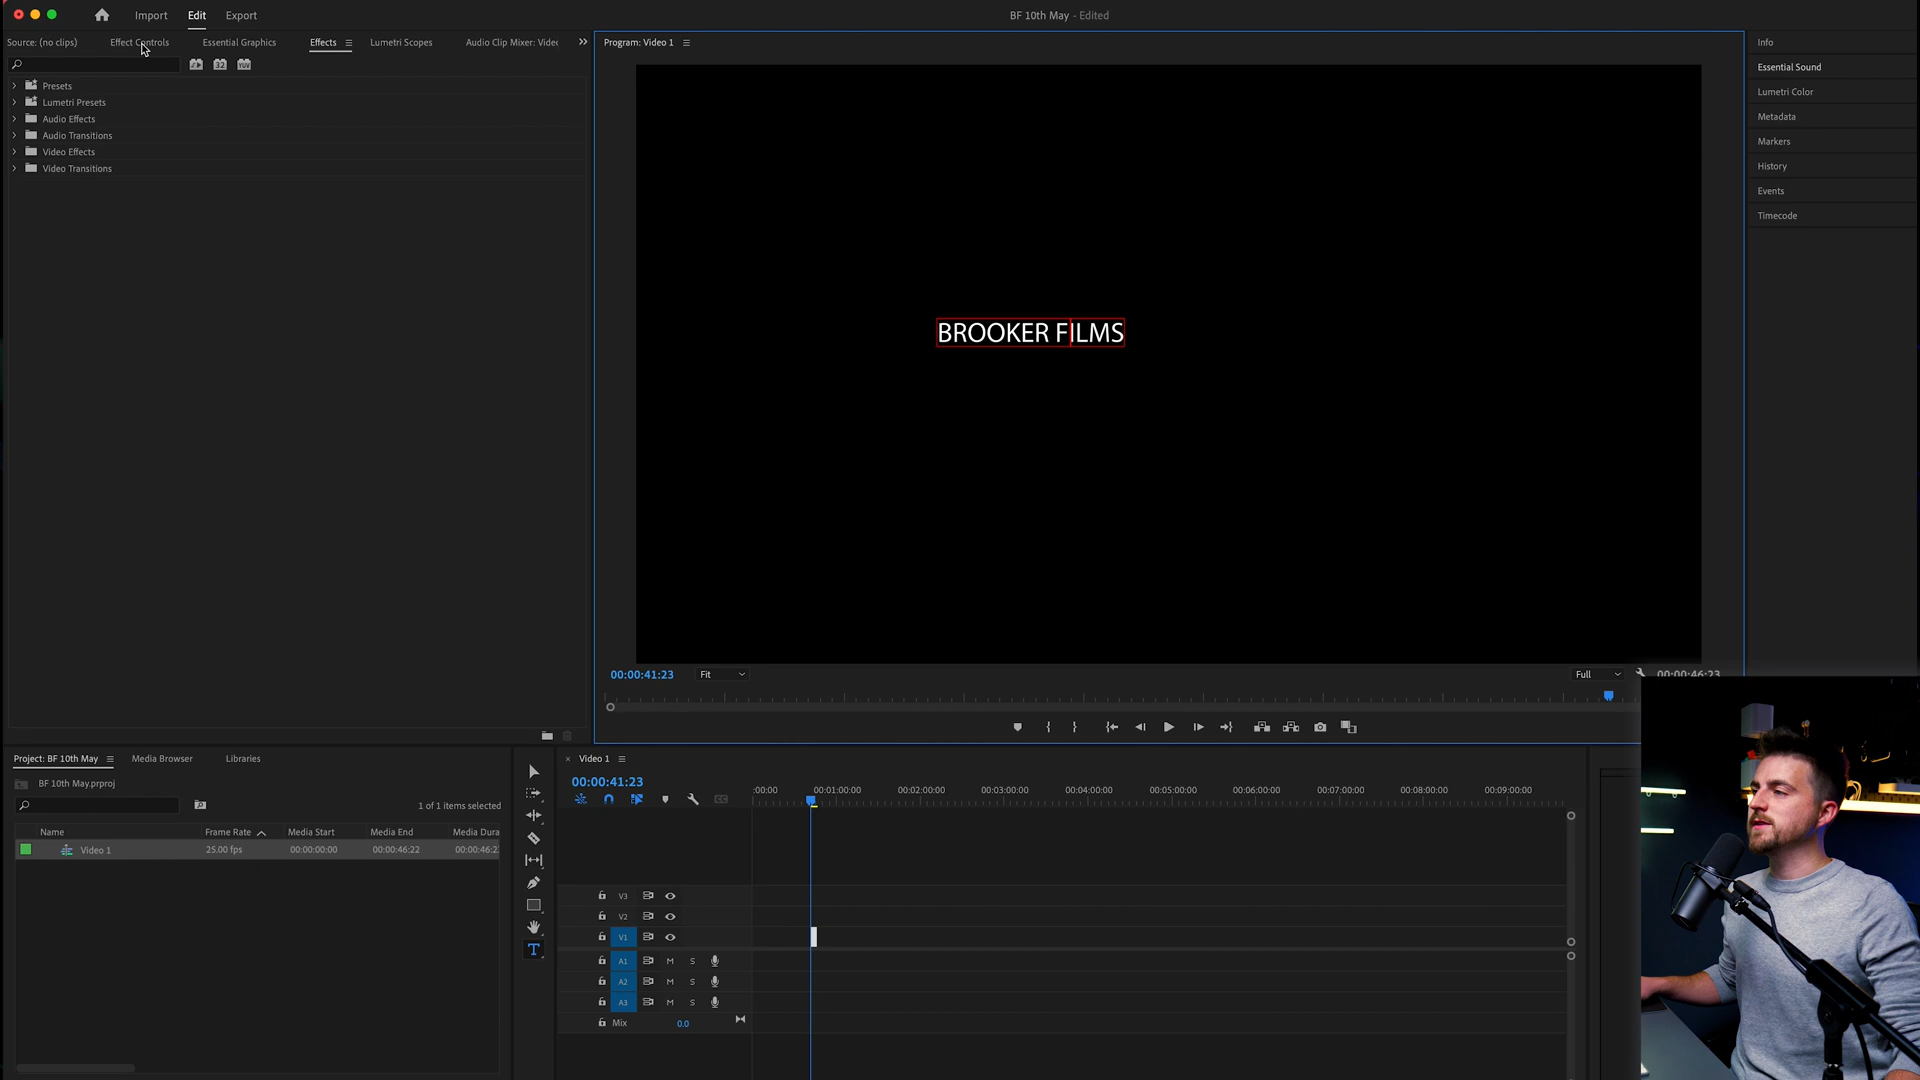 Import Edit Export BF 10th May - Edited
Source: (no clips) Effect Controls Essential Graphics Effects Lumetri Scopes Audio Clip Mixer: Video
32 YUV
Presets
Lumetri Presets
Audio Effects
Audio Transitions
Video Effects
Video Transitions
Program: Video 1
BROOKER FILMS
00:00:41:23 Fit Full 00:00:46:23
Info
Essential Sound
Lumetri Color
Metadata
Markers
History
Events
Timecode
Project: BF 10th May Media Browser Libraries
BF 10th May.prproj
1 of 1 items selected
Name Frame Rate Media Start Media End Media Dura
Video 1 25.00 fps 00:00:00:00 00:00:46:22 00:00:46:2
× Video 1
00:00:41:23
:00:00 00:01:00:00 00:02:00:00 00:03:00:00 00:04:00:00 00:05:00:00 00:06:00:00 00:07:00:00 00:08:00:00 00:09:00:00
T
V3
V2
V1
A1 M S
A2 M S
A3 M S
Mix 0.0